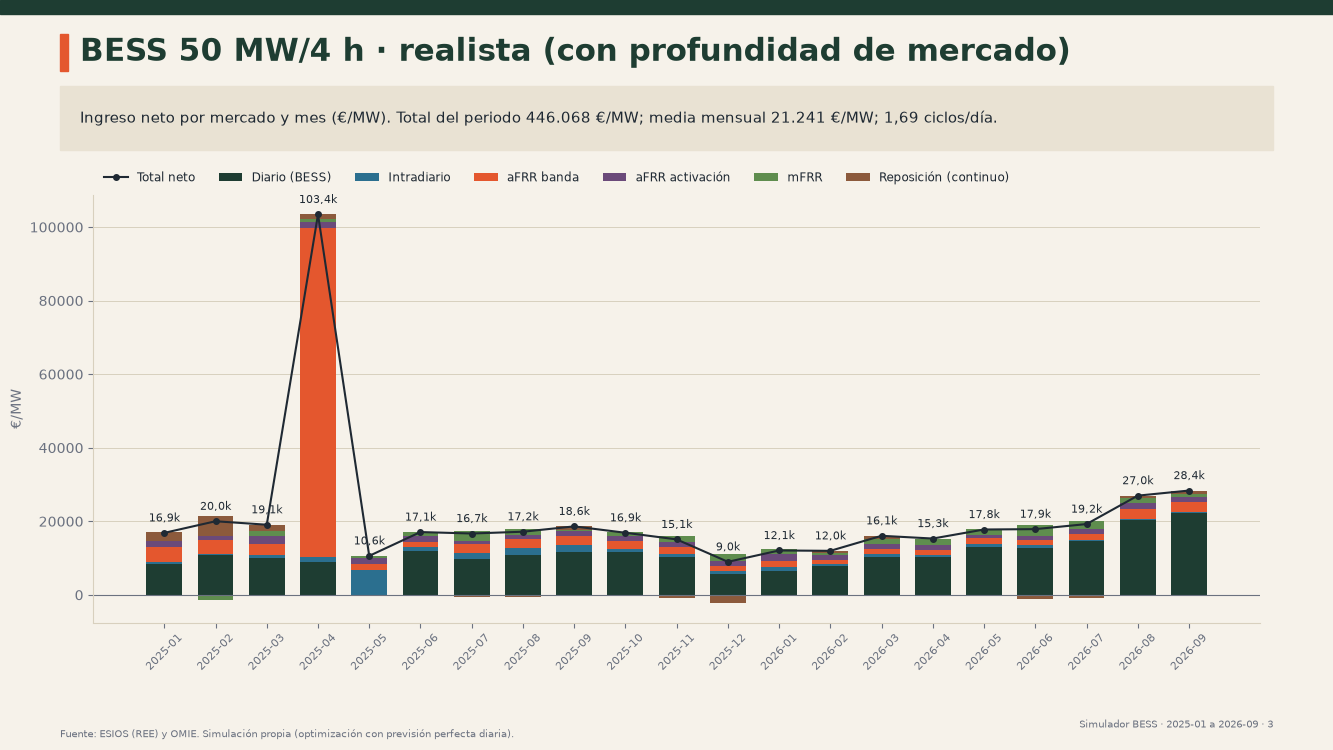 BESS 50 MW/4 h · realista (con profundidad de mercado)
Ingreso neto por mercado y mes (€/MW). Total del periodo 446.068 €/MW; media mensual 21.241 €/MW; 1,69 ciclos/día.
Total neto Diario (BESS) Intradiario aFRR banda aFRR activación mFRR Reposición (continuo)
€/MW
100000
80000
60000
40000
20000
0
16,9k 20,0k 19,1k 103,4k 10,6k 17,1k 16,7k 17,2k 18,6k 16,9k 15,1k 9,0k 12,1k 12,0k 16,1k 15,3k 17,8k 17,9k 19,2k 27,0k 28,4k
2025-01 2025-02 2025-03 2025-04 2025-05 2025-06 2025-07 2025-08 2025-09 2025-10 2025-11 2025-12 2026-01 2026-02 2026-03 2026-04 2026-05 2026-06 2026-07 2026-08 2026-09
Fuente: ESIOS (REE) y OMIE. Simulación propia (optimización con previsión perfecta diaria).
Simulador BESS · 2025-01 a 2026-09 · 3